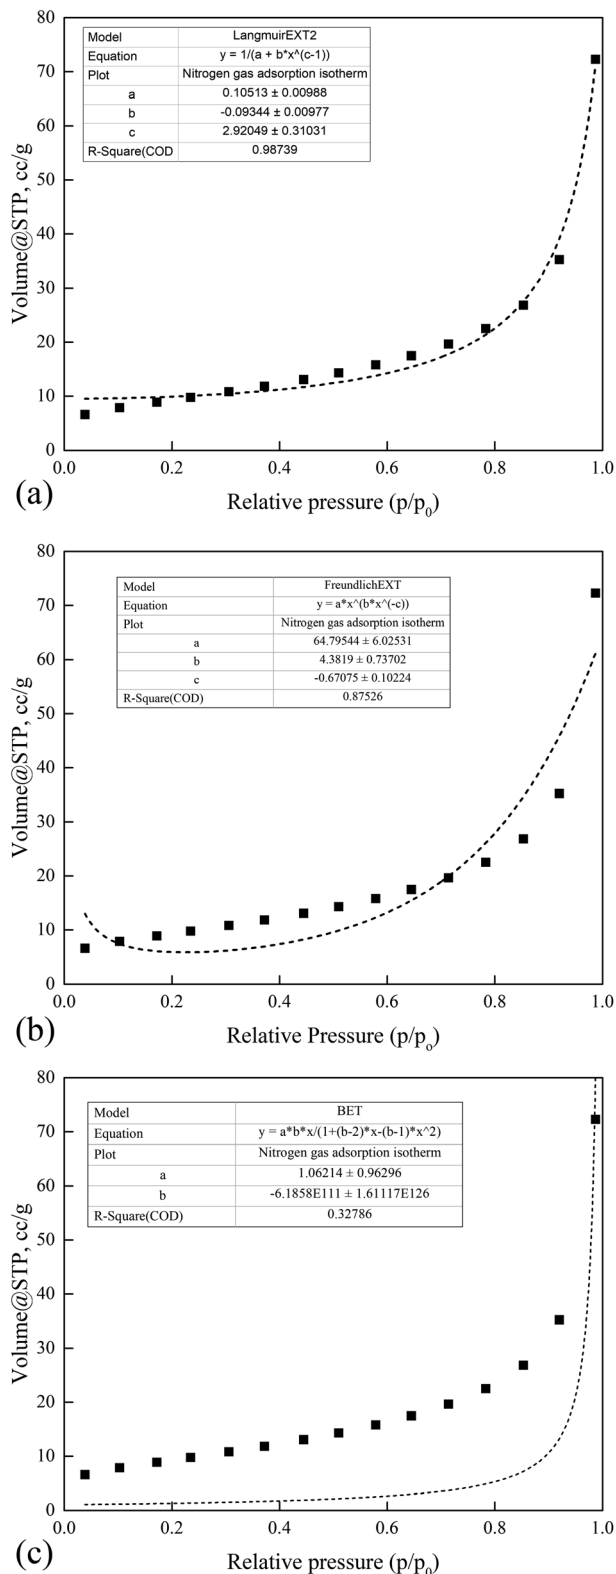 80
70
60
50
40
30
20
10
0
Volume@STP, cc/g
Model LangmuirEXT2
Equation y = 1/(a + b*x^(c-1))
Plot Nitrogen gas adsorption isotherm
a 0.10513 ± 0.00988
b -0.09344 ± 0.00977
c 2.92049 ± 0.31031
R-Square(COD 0.98739
0.0 0.2 0.4 0.6 0.8 1.0
Relative pressure (p/p0)
(a)
80
70
60
50
40
30
20
10
0
Volume@STP, cc/g
Model FreundlichEXT
Equation y = a*x^(b*x^(-c))
Plot Nitrogen gas adsorption isotherm
a 64.79544 ± 6.02531
b 4.3819 ± 0.73702
c -0.67075 ± 0.10224
R-Square(COD) 0.87526
0.0 0.2 0.4 0.6 0.8 1.0
Relative Pressure (p/po)
(b)
80
70
60
50
40
30
20
10
0
Volume@STP, cc/g
Model BET
Equation y = a*b*x/(1+(b-2)*x-(b-1)*x^2)
Plot Nitrogen gas adsorption isotherm
a 1.06214 ± 0.96296
b -6.1858E111 ± 1.61117E126
R-Square(COD) 0.32786
0.0 0.2 0.4 0.6 0.8 1.0
Relative pressure (p/p0)
(c)